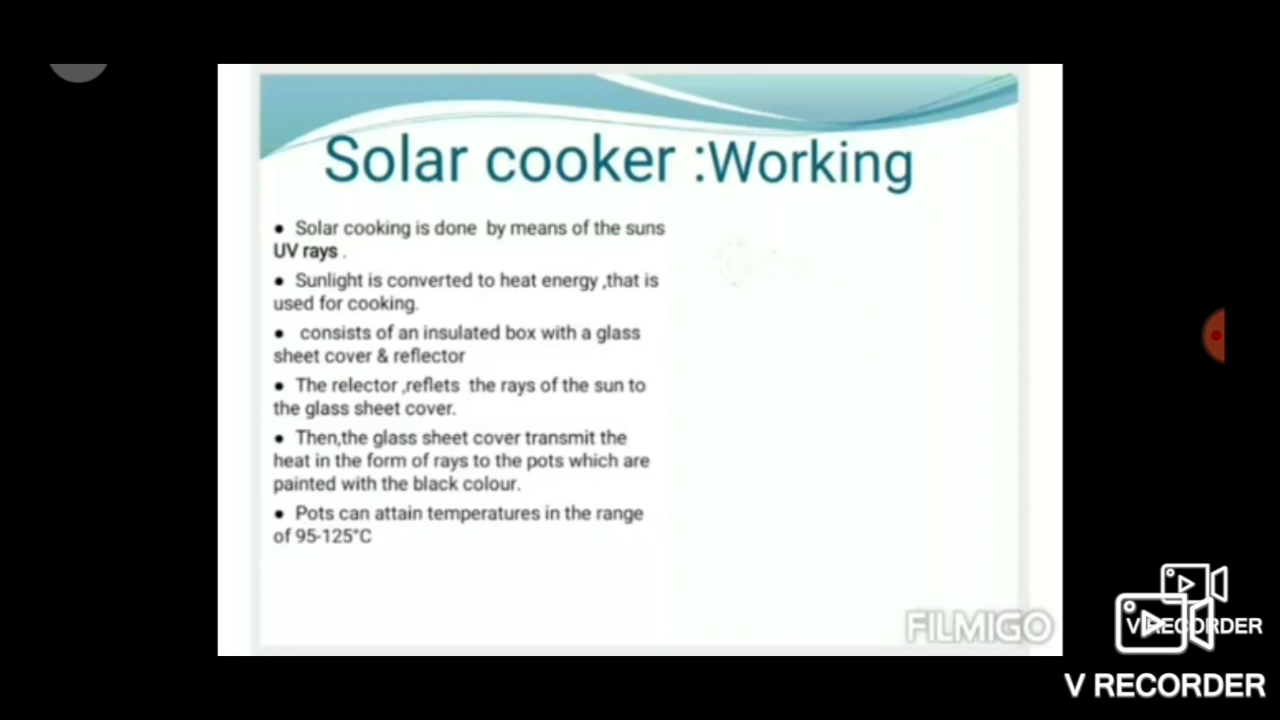 Solar cooker :Working
● Solar cooking is done by means of the suns
UV rays .
● Sunlight is converted to heat energy ,that is
used for cooking.
● consists of an insulated box with a glass
sheet cover & reflector
● The relector ,reflets the rays of the sun to
the glass sheet cover.
● Then,the glass sheet cover transmit the
heat in the form of rays to the pots which are
painted with the black colour.
● Pots can attain temperatures in the range
of 95-125°C
FILMIGO
V RECORDER
V RECORDER